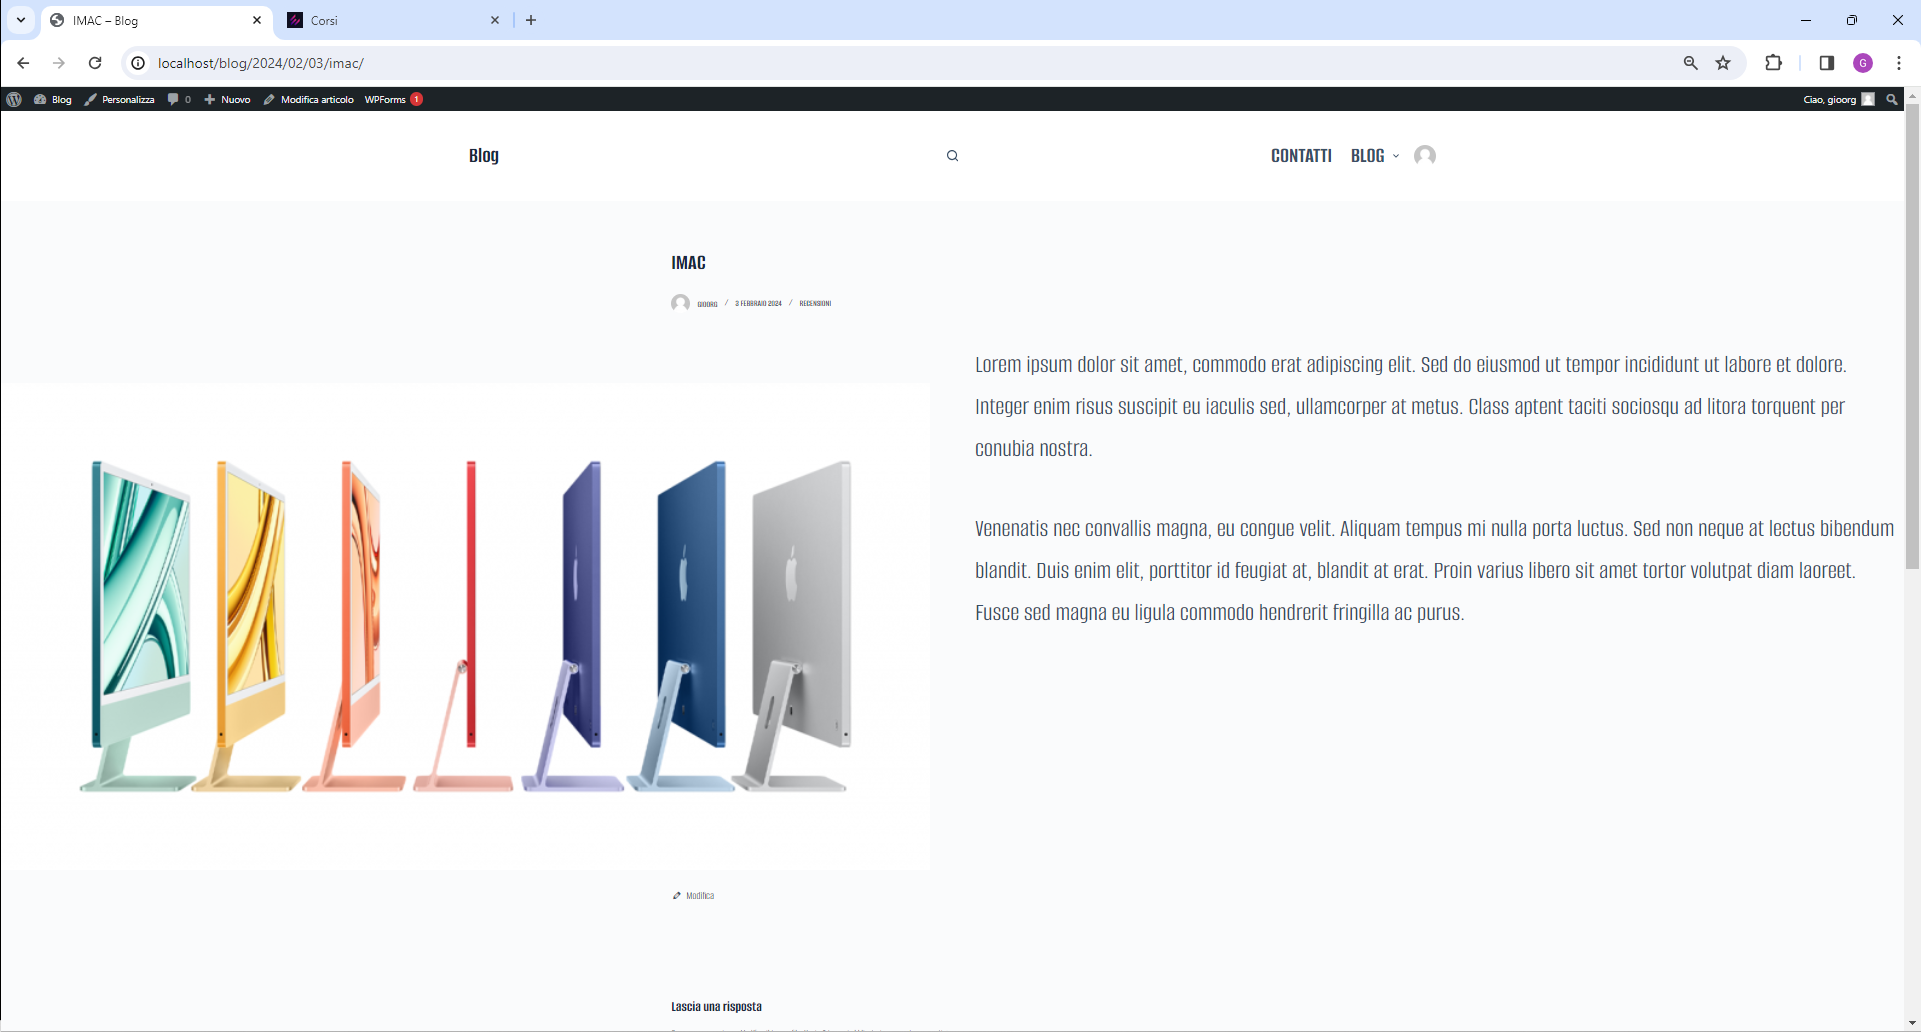 IMAC – Blog
Corsi
localhost/blog/2024/02/03/imac/
G
Blog Personalizza 0 Nuovo Modifica articolo WPForms 1 Ciao, gioorg
Blog CONTATTI BLOG
IMAC
GIOORG / 3 FEBBRAIO 2024 / RECENSIONI
Lorem ipsum dolor sit amet, commodo erat adipiscing elit. Sed do eiusmod ut tempor incididunt ut labore et dolore.
Integer enim risus suscipit eu iaculis sed, ullamcorper at metus. Class aptent taciti sociosqu ad litora torquent per
conubia nostra.
Venenatis nec convallis magna, eu congue velit. Aliquam tempus mi nulla porta luctus. Sed non neque at lectus bibendum
blandit. Duis enim elit, porttitor id feugiat at, blandit at erat. Proin varius libero sit amet tortor volutpat diam laoreet.
Fusce sed magna eu ligula commodo hendrerit fringilla ac purus.
Modifica
Lascia una risposta